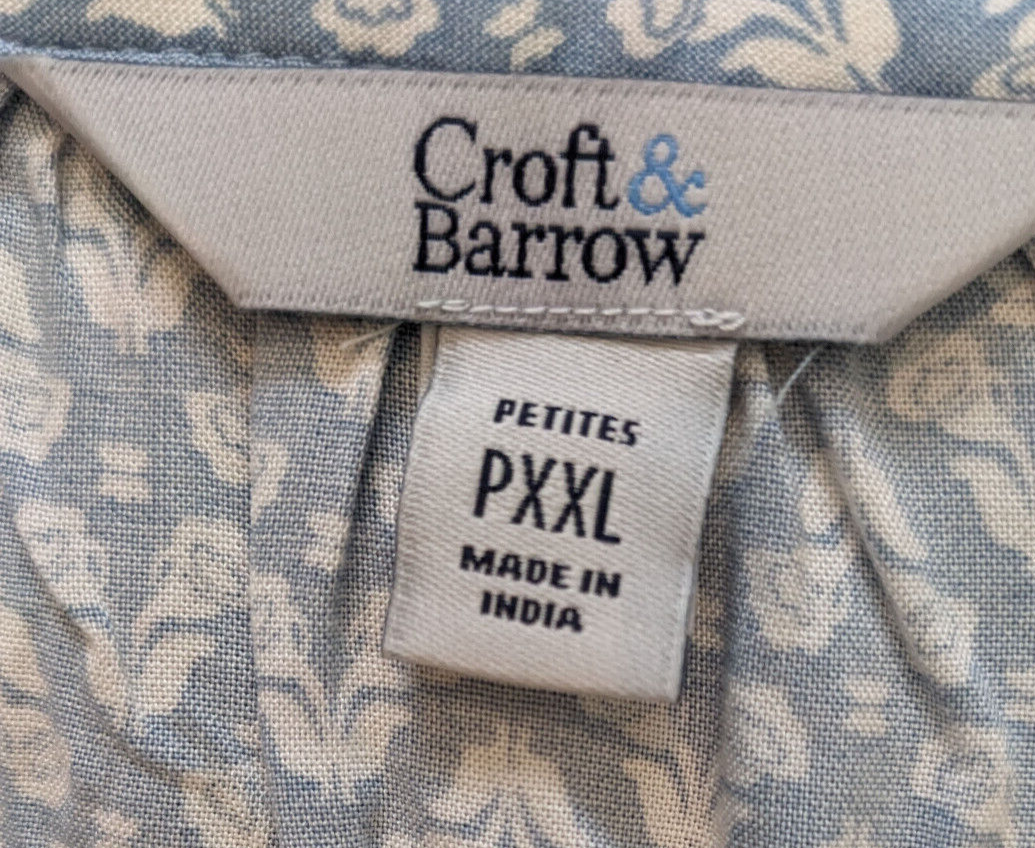 Croft &
Barrow
PETITES
PXXL
MADE IN
INDIA